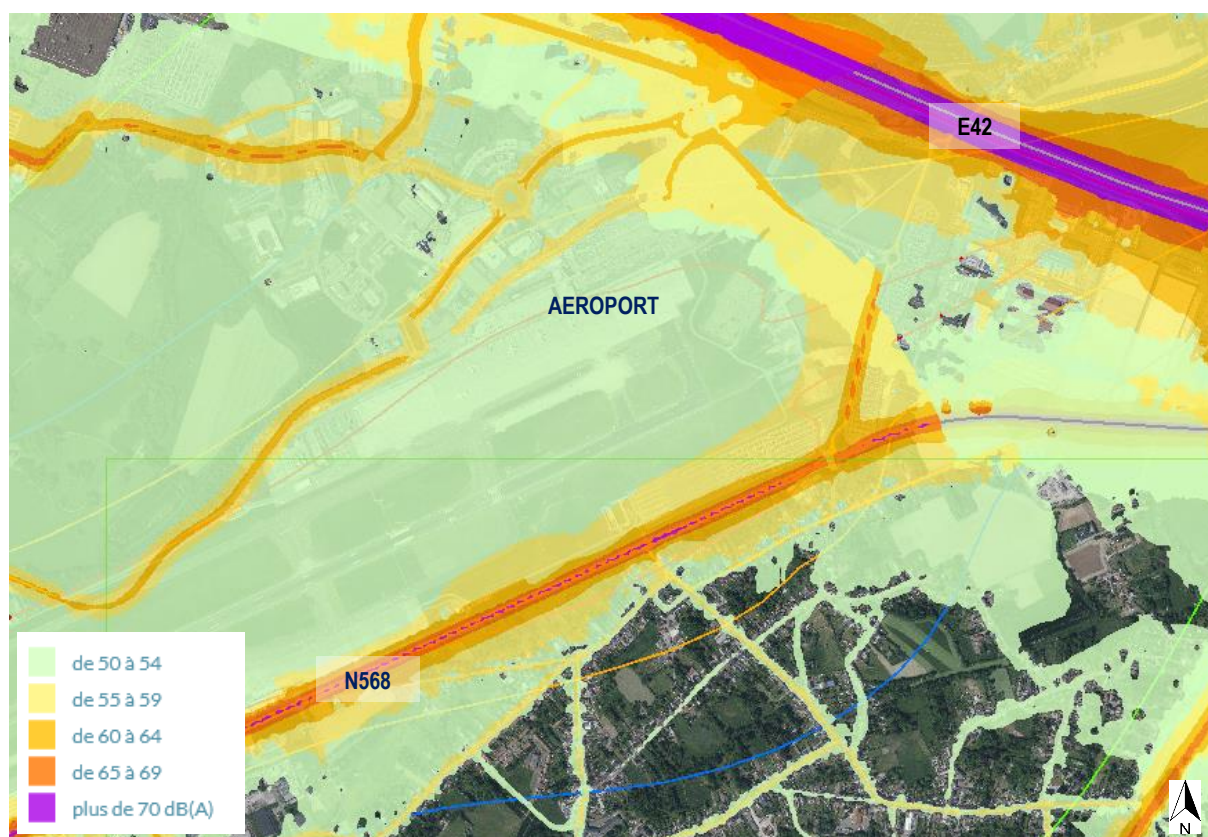 E42
AEROPORT
N568
de 50 à 54
de 55 à 59
de 60 à 64
de 65 à 69
plus de 70 dB(A)
N